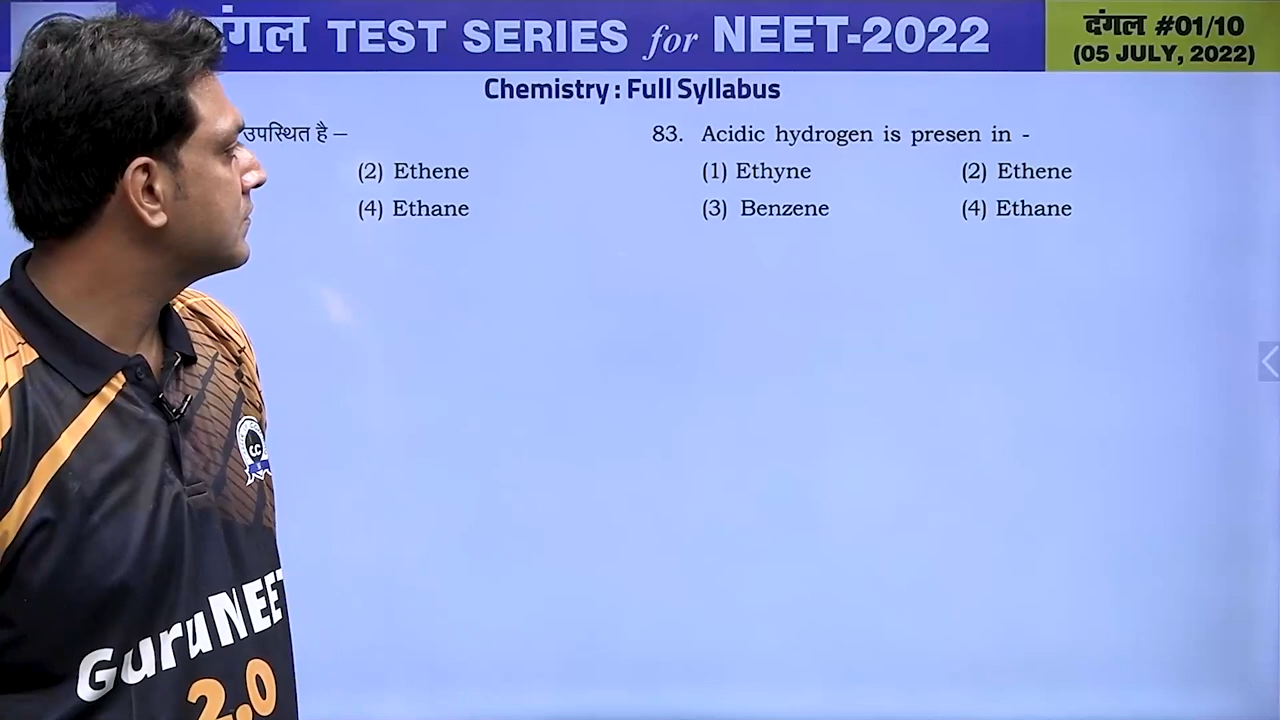 गल TEST SERIES for NEET-2022
दंगल #01/10
(05 JULY, 2022)
Chemistry : Full Syllabus
उपस्थित है –
(2) Ethene
(4) Ethane
83. Acidic hydrogen is presen in -
(1) Ethyne (2) Ethene
(3) Benzene (4) Ethane
GuruNEET
2.0